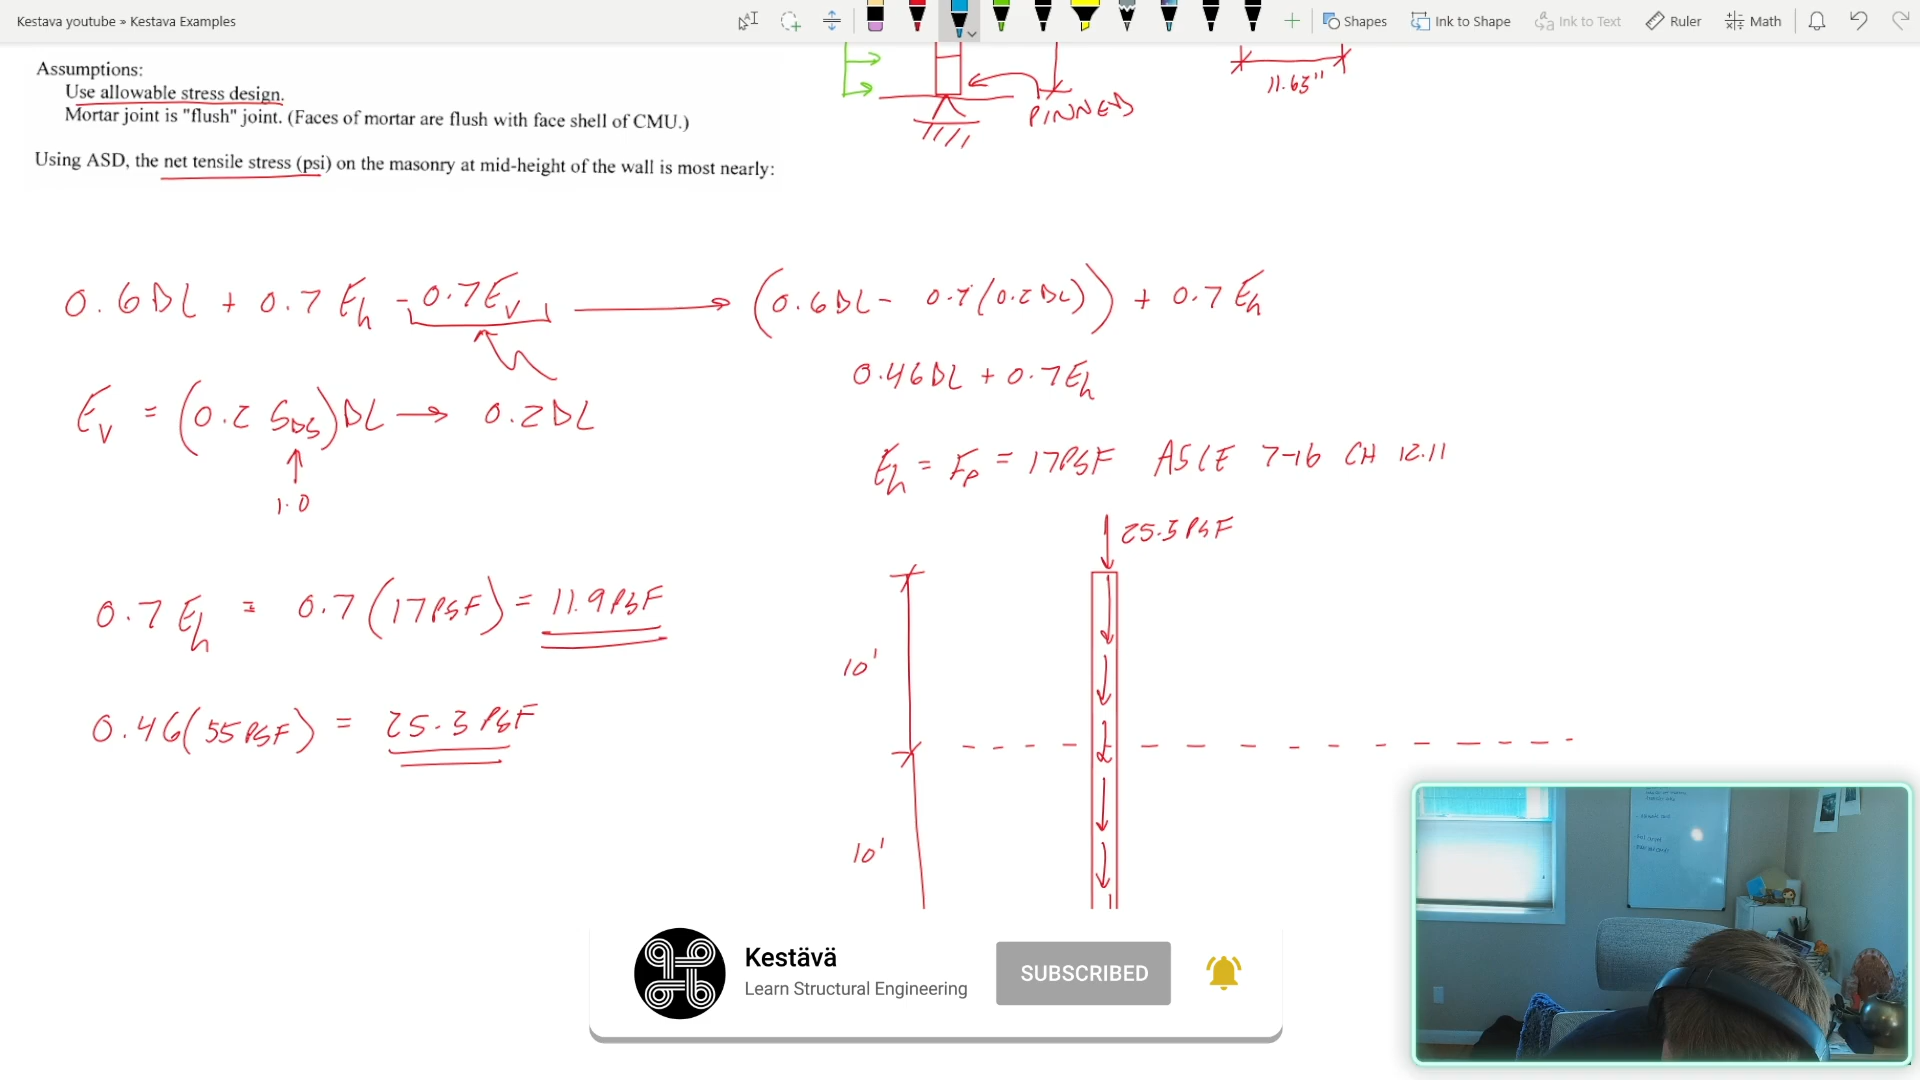 Kestava youtube » Kestava Examples
Shapes
Ink to Shape
Ink to Text
Ruler
Math
Assumptions:
Use allowable stress design.
Mortar joint is "flush" joint. (Faces of mortar are flush with face shell of CMU.)
Using ASD, the net tensile stress (psi) on the masonry at mid-height of the wall is most nearly:
PINNED
11.63"
0.6DL + 0.7Eh - 0.7Ev → (0.6DL - 0.7(0.2DL)) + 0.7Eh
0.46DL + 0.7Eh
Ev = (0.2 SDS)DL → 0.2DL
1.0
Eh = Fp = 17PSF ASCE 7-16 CH 12.11
25.3PSF
0.7Eh = 0.7(17PSF) = 11.9PSF
10'
0.46(55PSF) = 25.3PSF
10'
Kestävä
Learn Structural Engineering
SUBSCRIBED